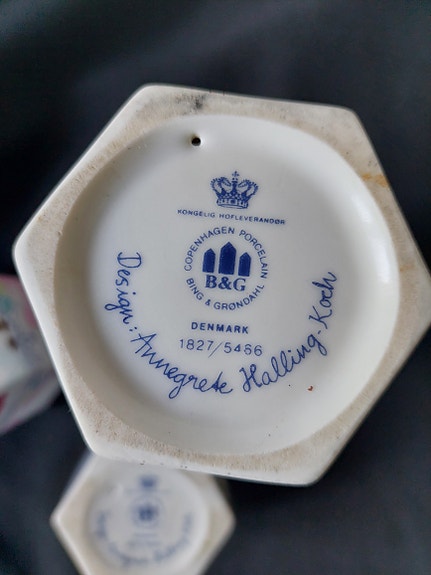 KONGELIG HOFLEVERANDØR
COPENHAGEN PORCELAIN
B&G
BING & GRØNDAHL
DENMARK
1827/5466
Design: Annegrete Halling-Koch